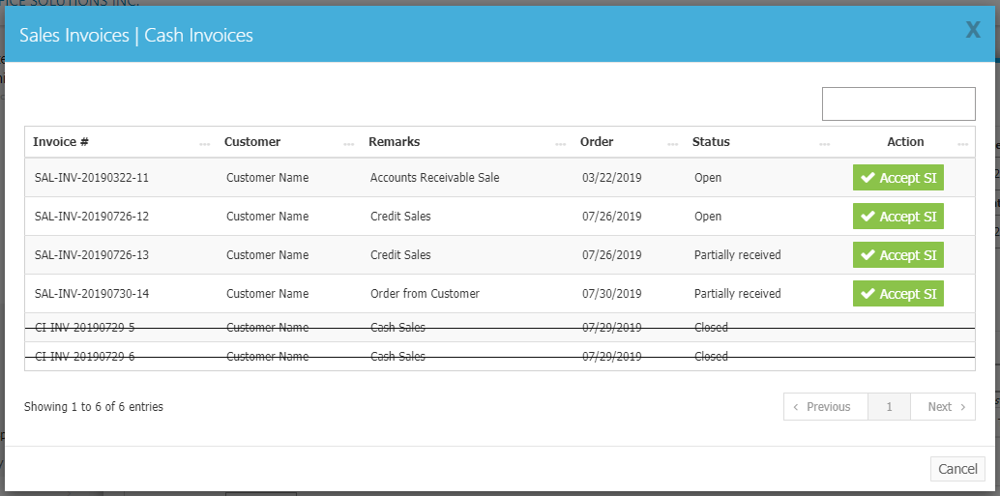 PICE SOLUTIONS INC.
Sales Invoices | Cash Invoices X
Invoice # Customer Remarks Order Status Action
SAL-INV-20190322-11 Customer Name Accounts Receivable Sale 03/22/2019 Open Accept SI
SAL-INV-20190726-12 Customer Name Credit Sales 07/26/2019 Open Accept SI
SAL-INV-20190726-13 Customer Name Credit Sales 07/26/2019 Partially received Accept SI
SAL-INV-20190730-14 Customer Name Order from Customer 07/30/2019 Partially received Accept SI
CI-INV-20190729-5 Customer Name Cash Sales 07/29/2019 Closed
CI-INV-20190729-6 Customer Name Cash Sales 07/29/2019 Closed
Showing 1 to 6 of 6 entries ‹ Previous 1 Next ›
Cancel